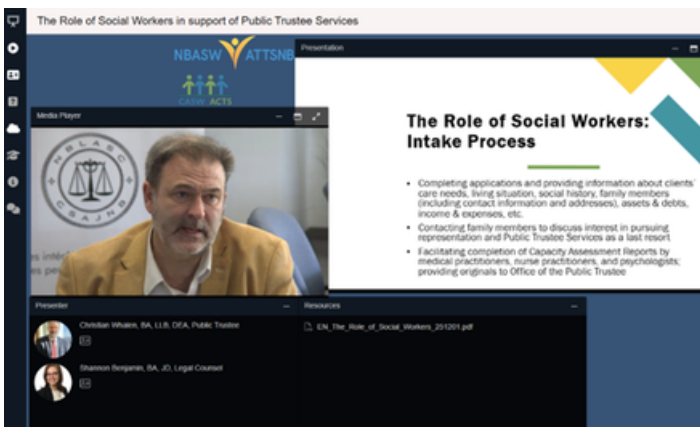 The Role of Social Workers in support of Public Trustee Services
NBASW ATTSNB
CASW ACTS
Presentation
The Role of Social Workers:
Intake Process
• Completing applications and providing information about clients'
care needs, living situation, social history, family members
(including contact information and addresses), assets & debts,
income & expenses, etc.
• Contacting family members to discuss interest in pursuing
representation and Public Trustee Services as a last resort
• Facilitating completion of Capacity Assessment Reports by
medical practitioners, nurse practitioners, and psychologists;
providing originals to Office of the Public Trustee
Media Player
NBLASC
CSAJNB
es inté
es pe
Presenter
Christian Whalen, BA, LLB, DEA, Public Trustee
Shannon Benjamin, BA, JD, Legal Counsel
Resources
EN_The_Role_of_Social_Workers_251201.pdf